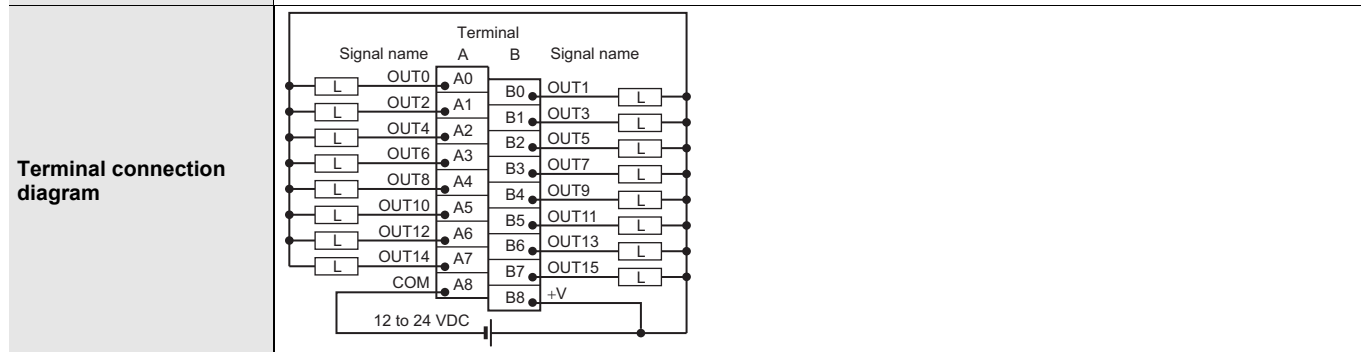 Terminal connection
diagram
Terminal
Signal name A B Signal name
OUT0 A0 B0 OUT1
L L
OUT2 A1 B1 OUT3
L L
OUT4 A2 B2 OUT5
L L
OUT6 A3 B3 OUT7
L L
OUT8 A4 B4 OUT9
L L
OUT10 A5 B5 OUT11
L L
OUT12 A6 B6 OUT13
L L
OUT14 A7 B7 OUT15
L L
COM A8 B8 +V
12 to 24 VDC